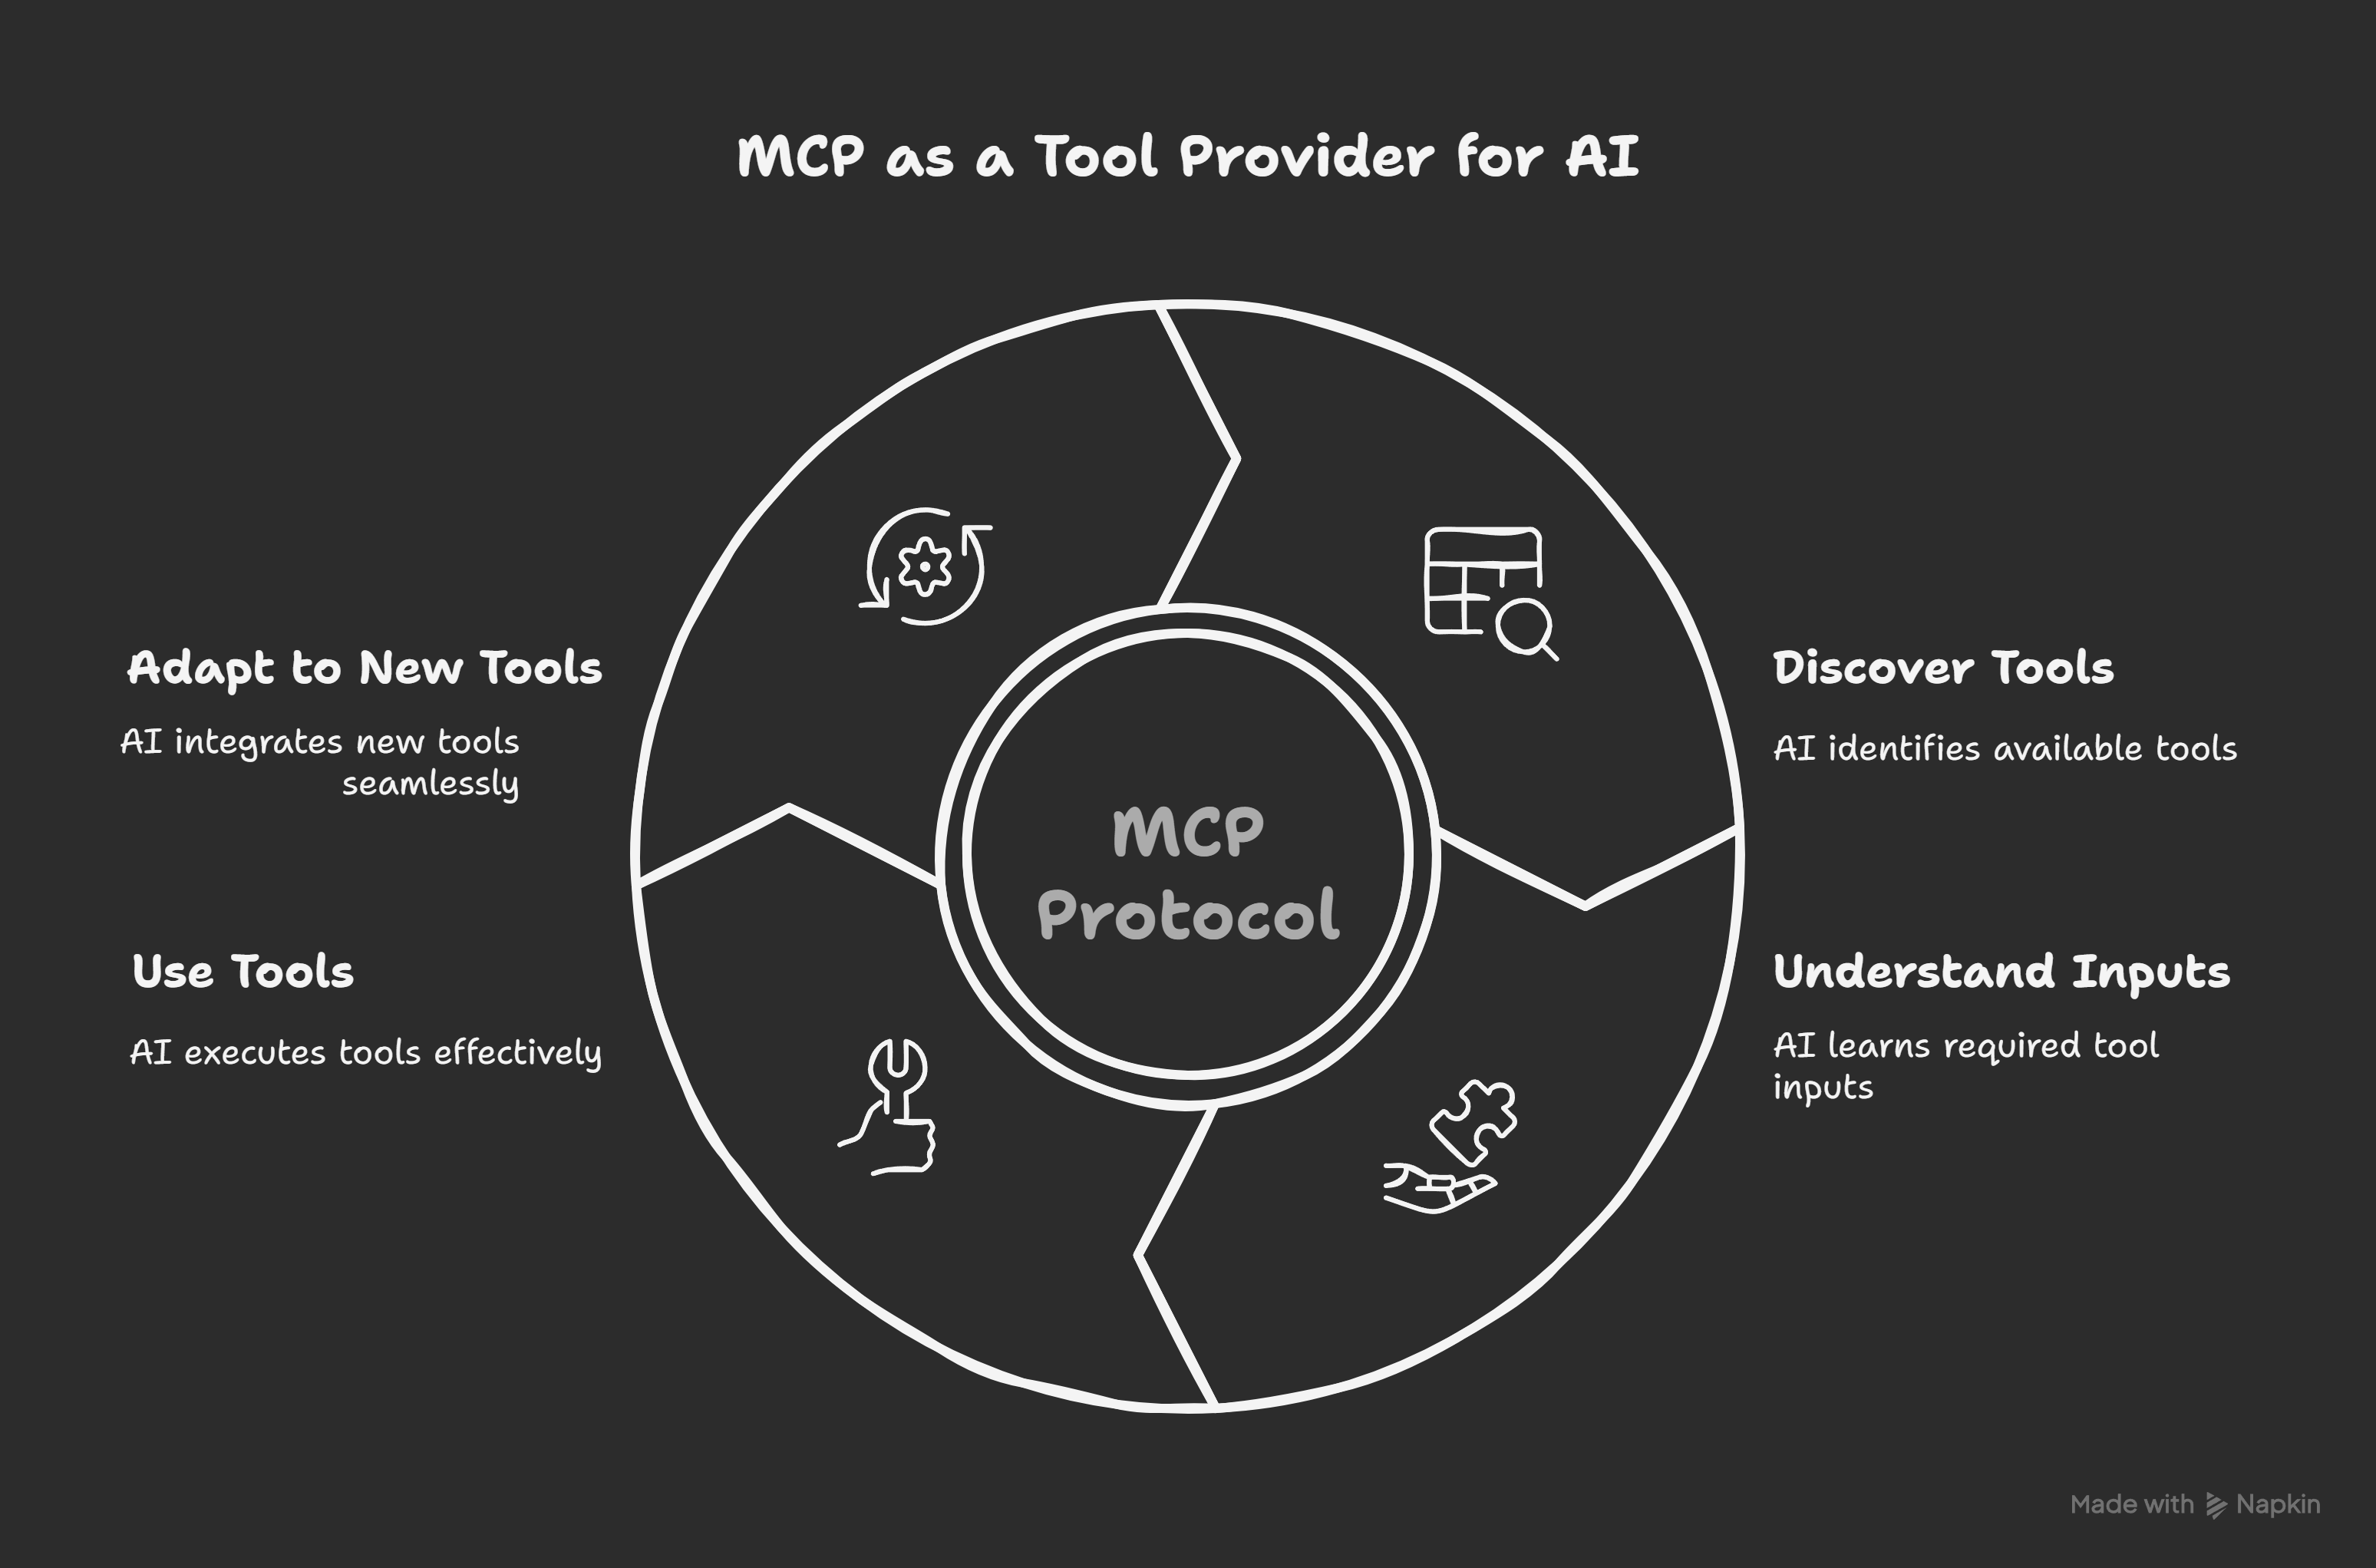 MCP as a Tool Provider for AI
Adapt to New Tools
AI integrates new tools
seamlessly
Discover Tools
AI identifies available tools
MCP
Protocol
Use Tools
AI executes tools effectively
Understand Inputs
AI learns required tool
inputs
Made with Napkin